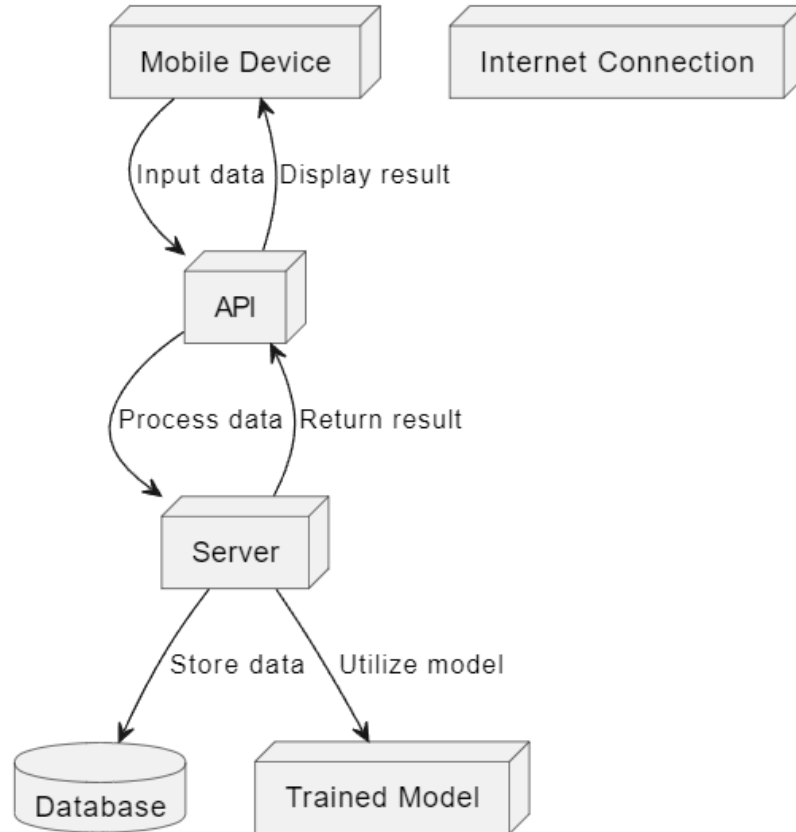 Mobile Device
Internet Connection
Input data
Display result
API
Process data
Return result
Server
Store data
Utilize model
Database
Trained Model